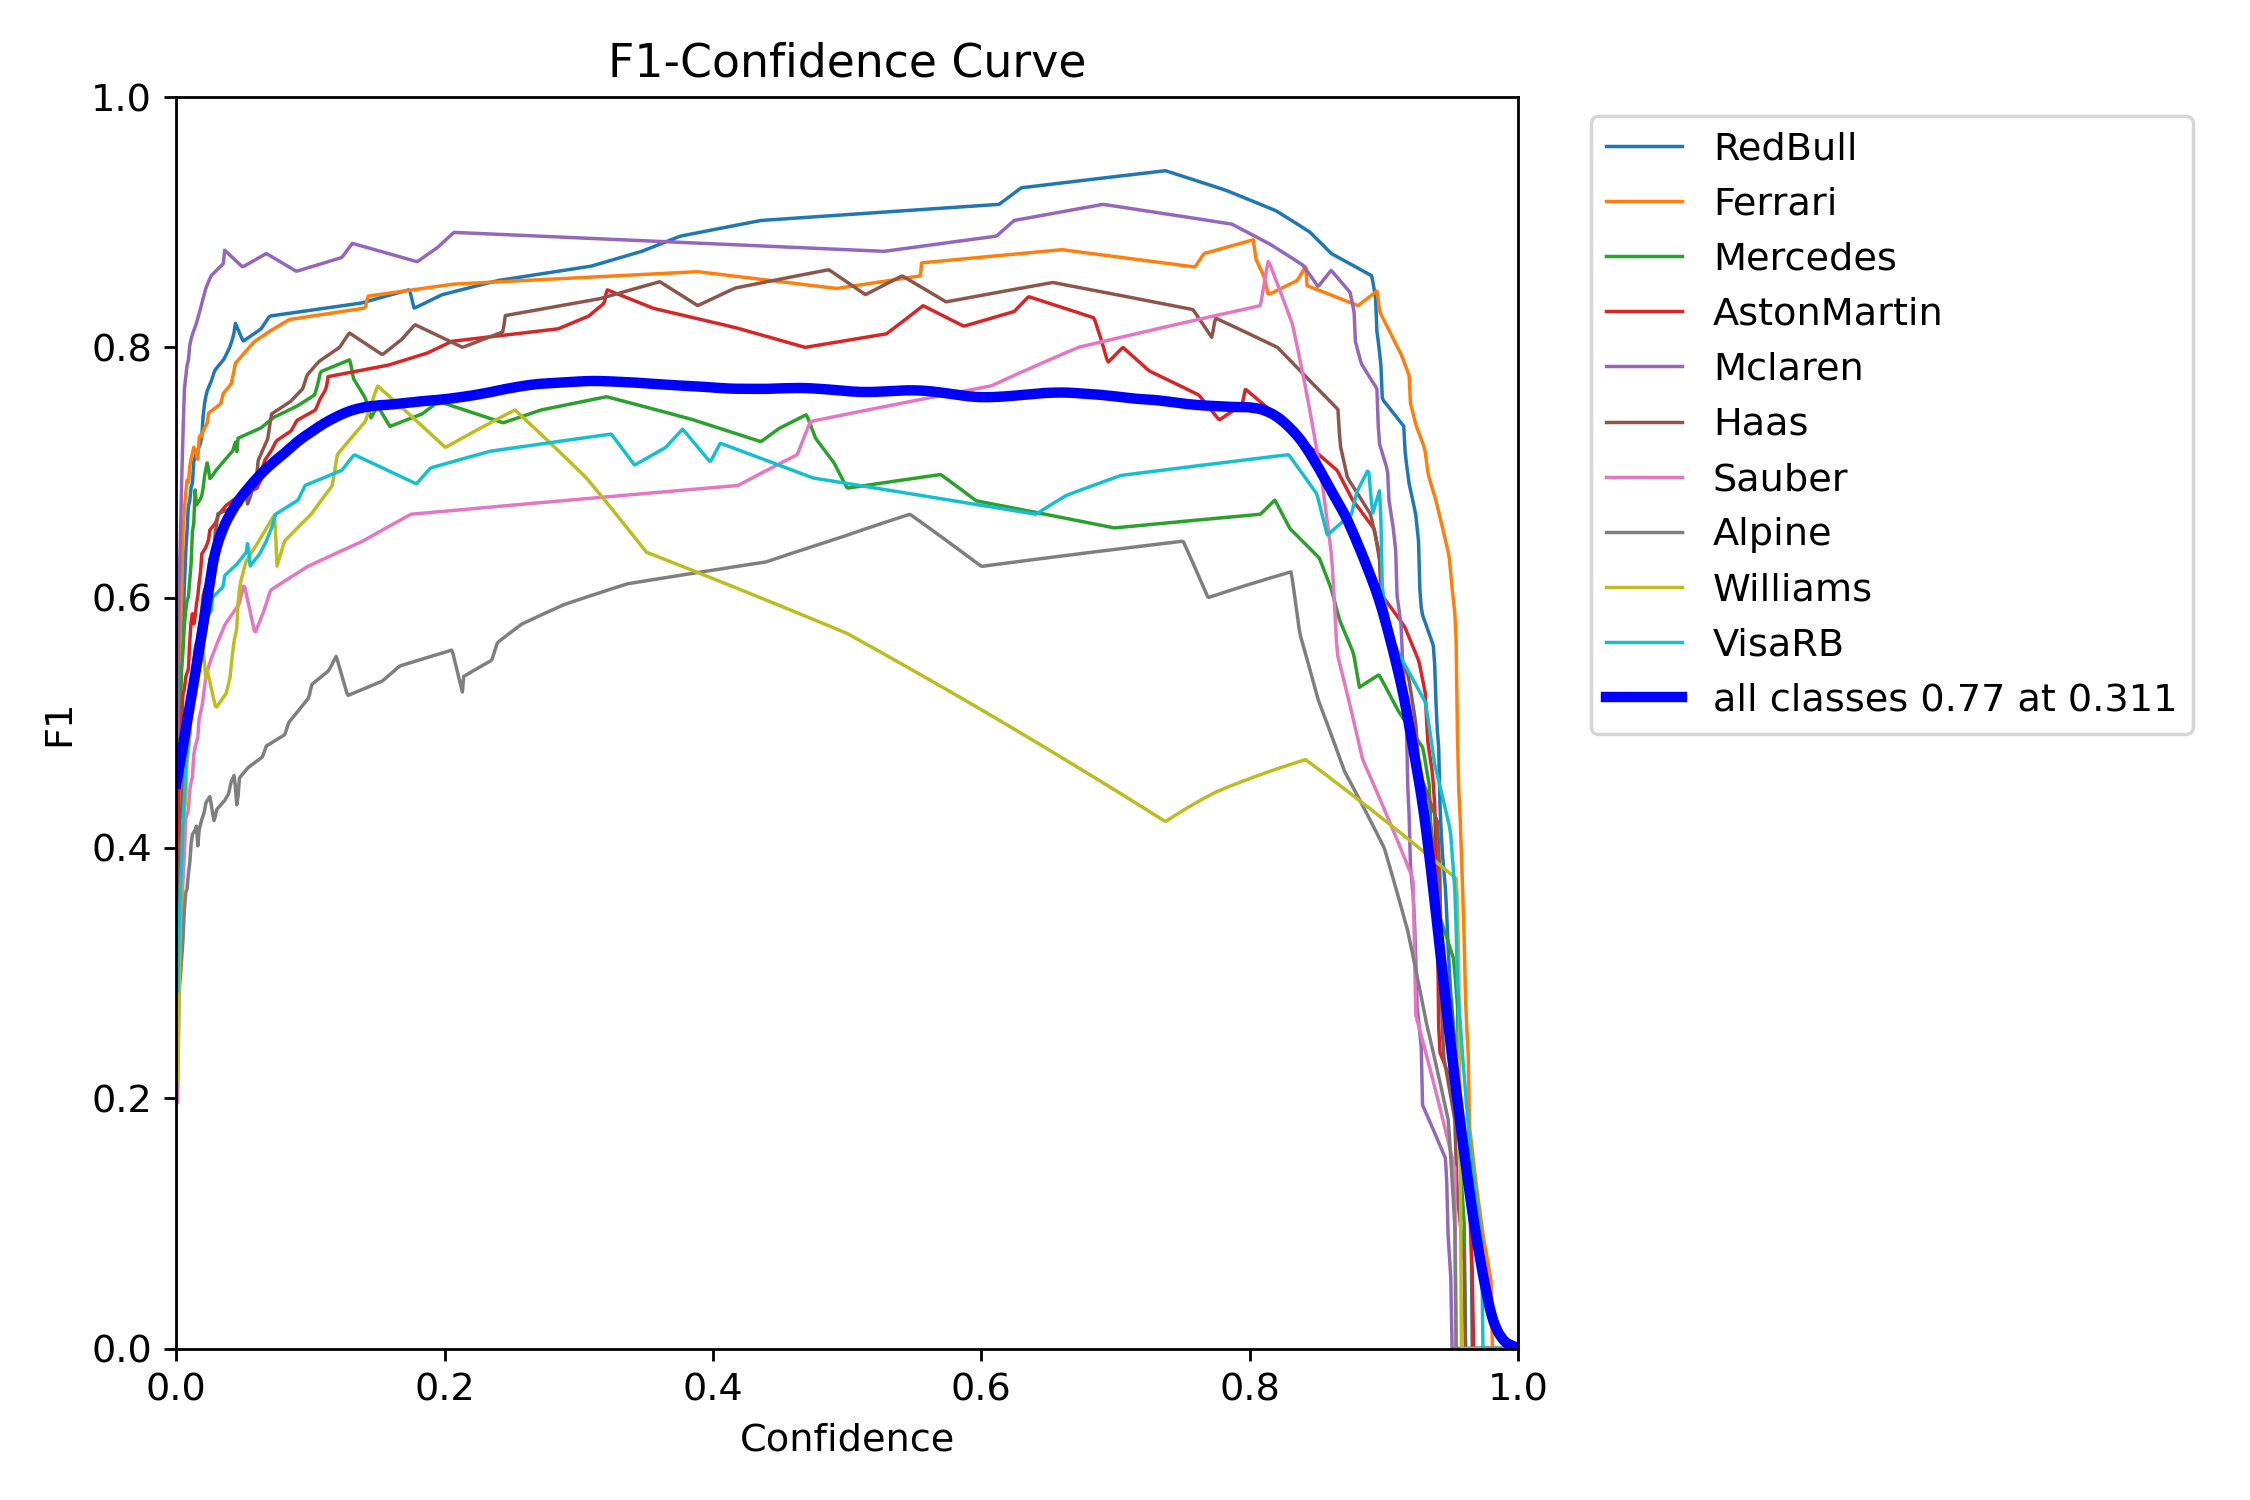 F1-Confidence Curve
1.0
0.8
0.6
0.4
0.2
0.0
F1
0.0 0.2 0.4 0.6 0.8 1.0
Confidence
RedBull
Ferrari
Mercedes
AstonMartin
Mclaren
Haas
Sauber
Alpine
Williams
VisaRB
all classes 0.77 at 0.311